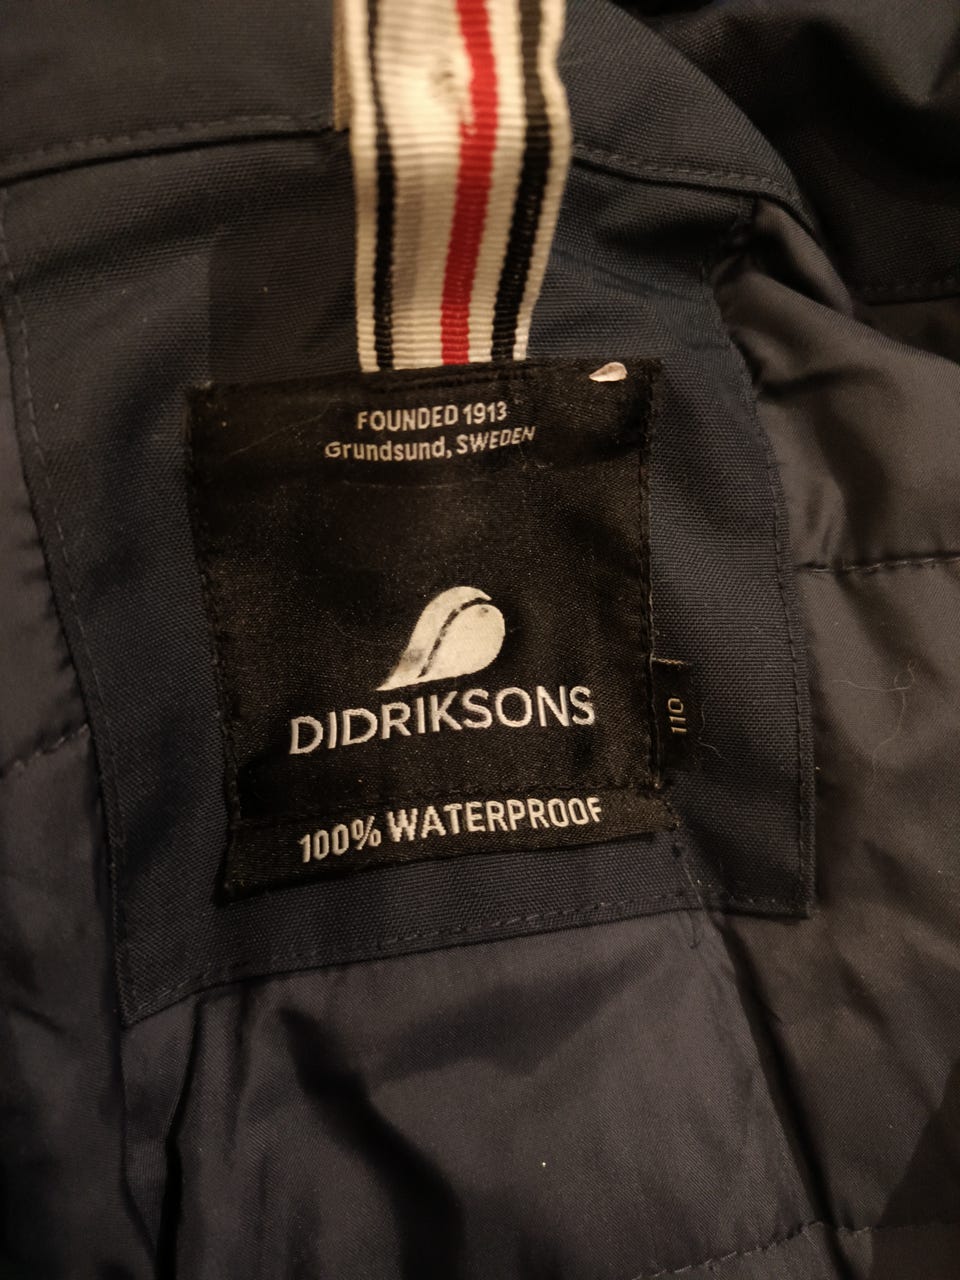 FOUNDED 1913
Grundsund, SWEDEN
DIDRIKSONS
110
100% WATERPROOF